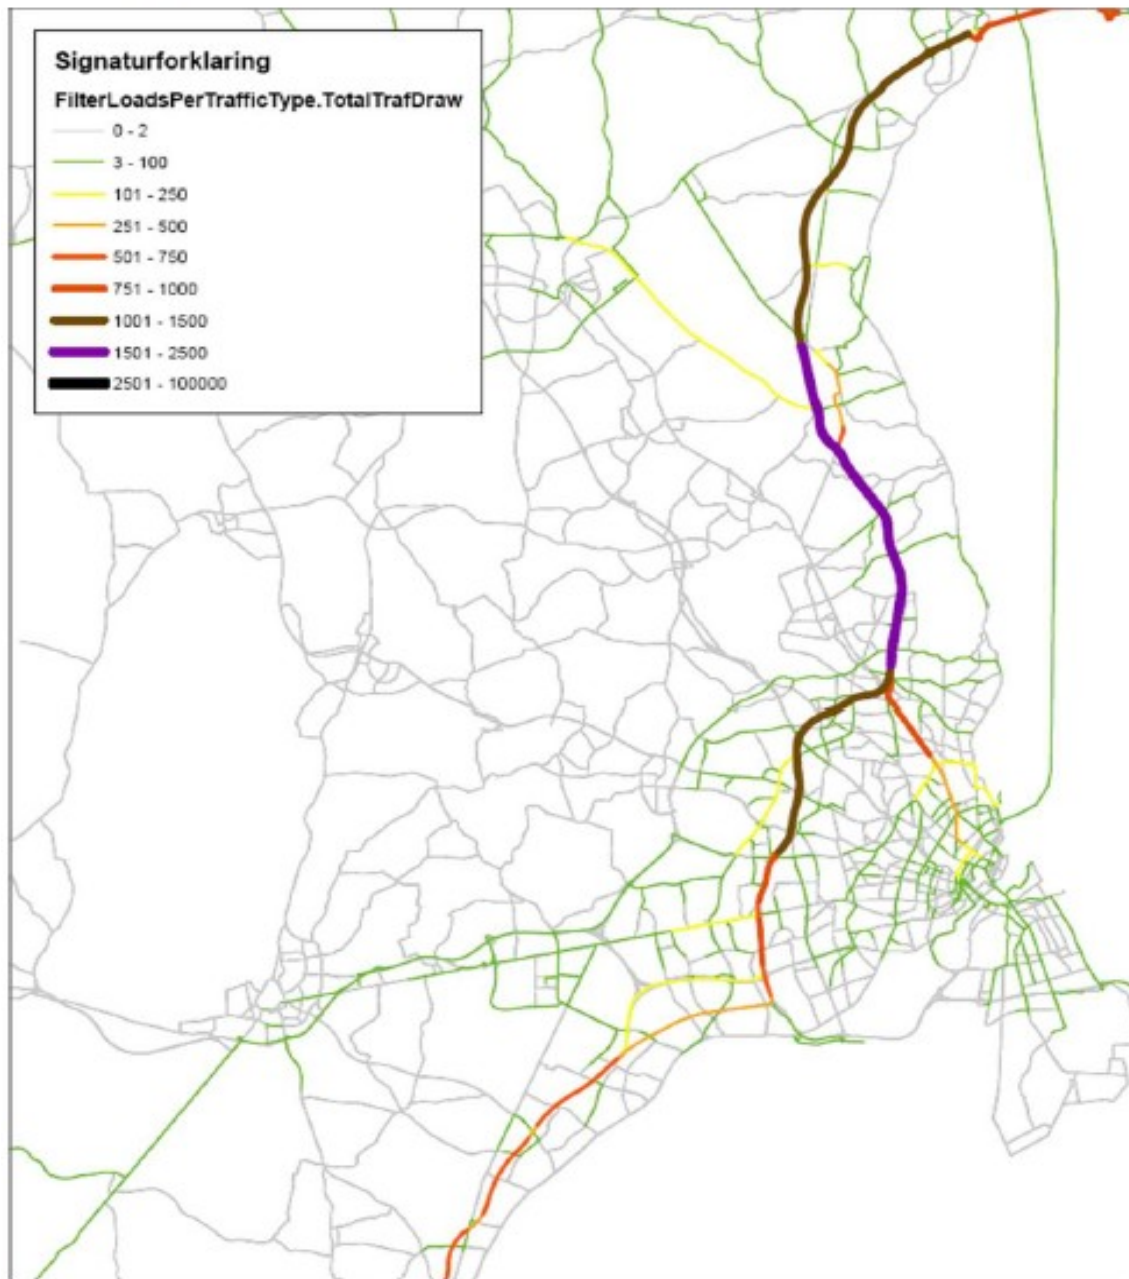 Signaturforklaring
FilterLoadsPerTrafficType.TotalTrafDraw
0 - 2
3 - 100
101 - 250
251 - 500
501 - 750
751 - 1000
1001 - 1500
1501 - 2500
2501 - 100000